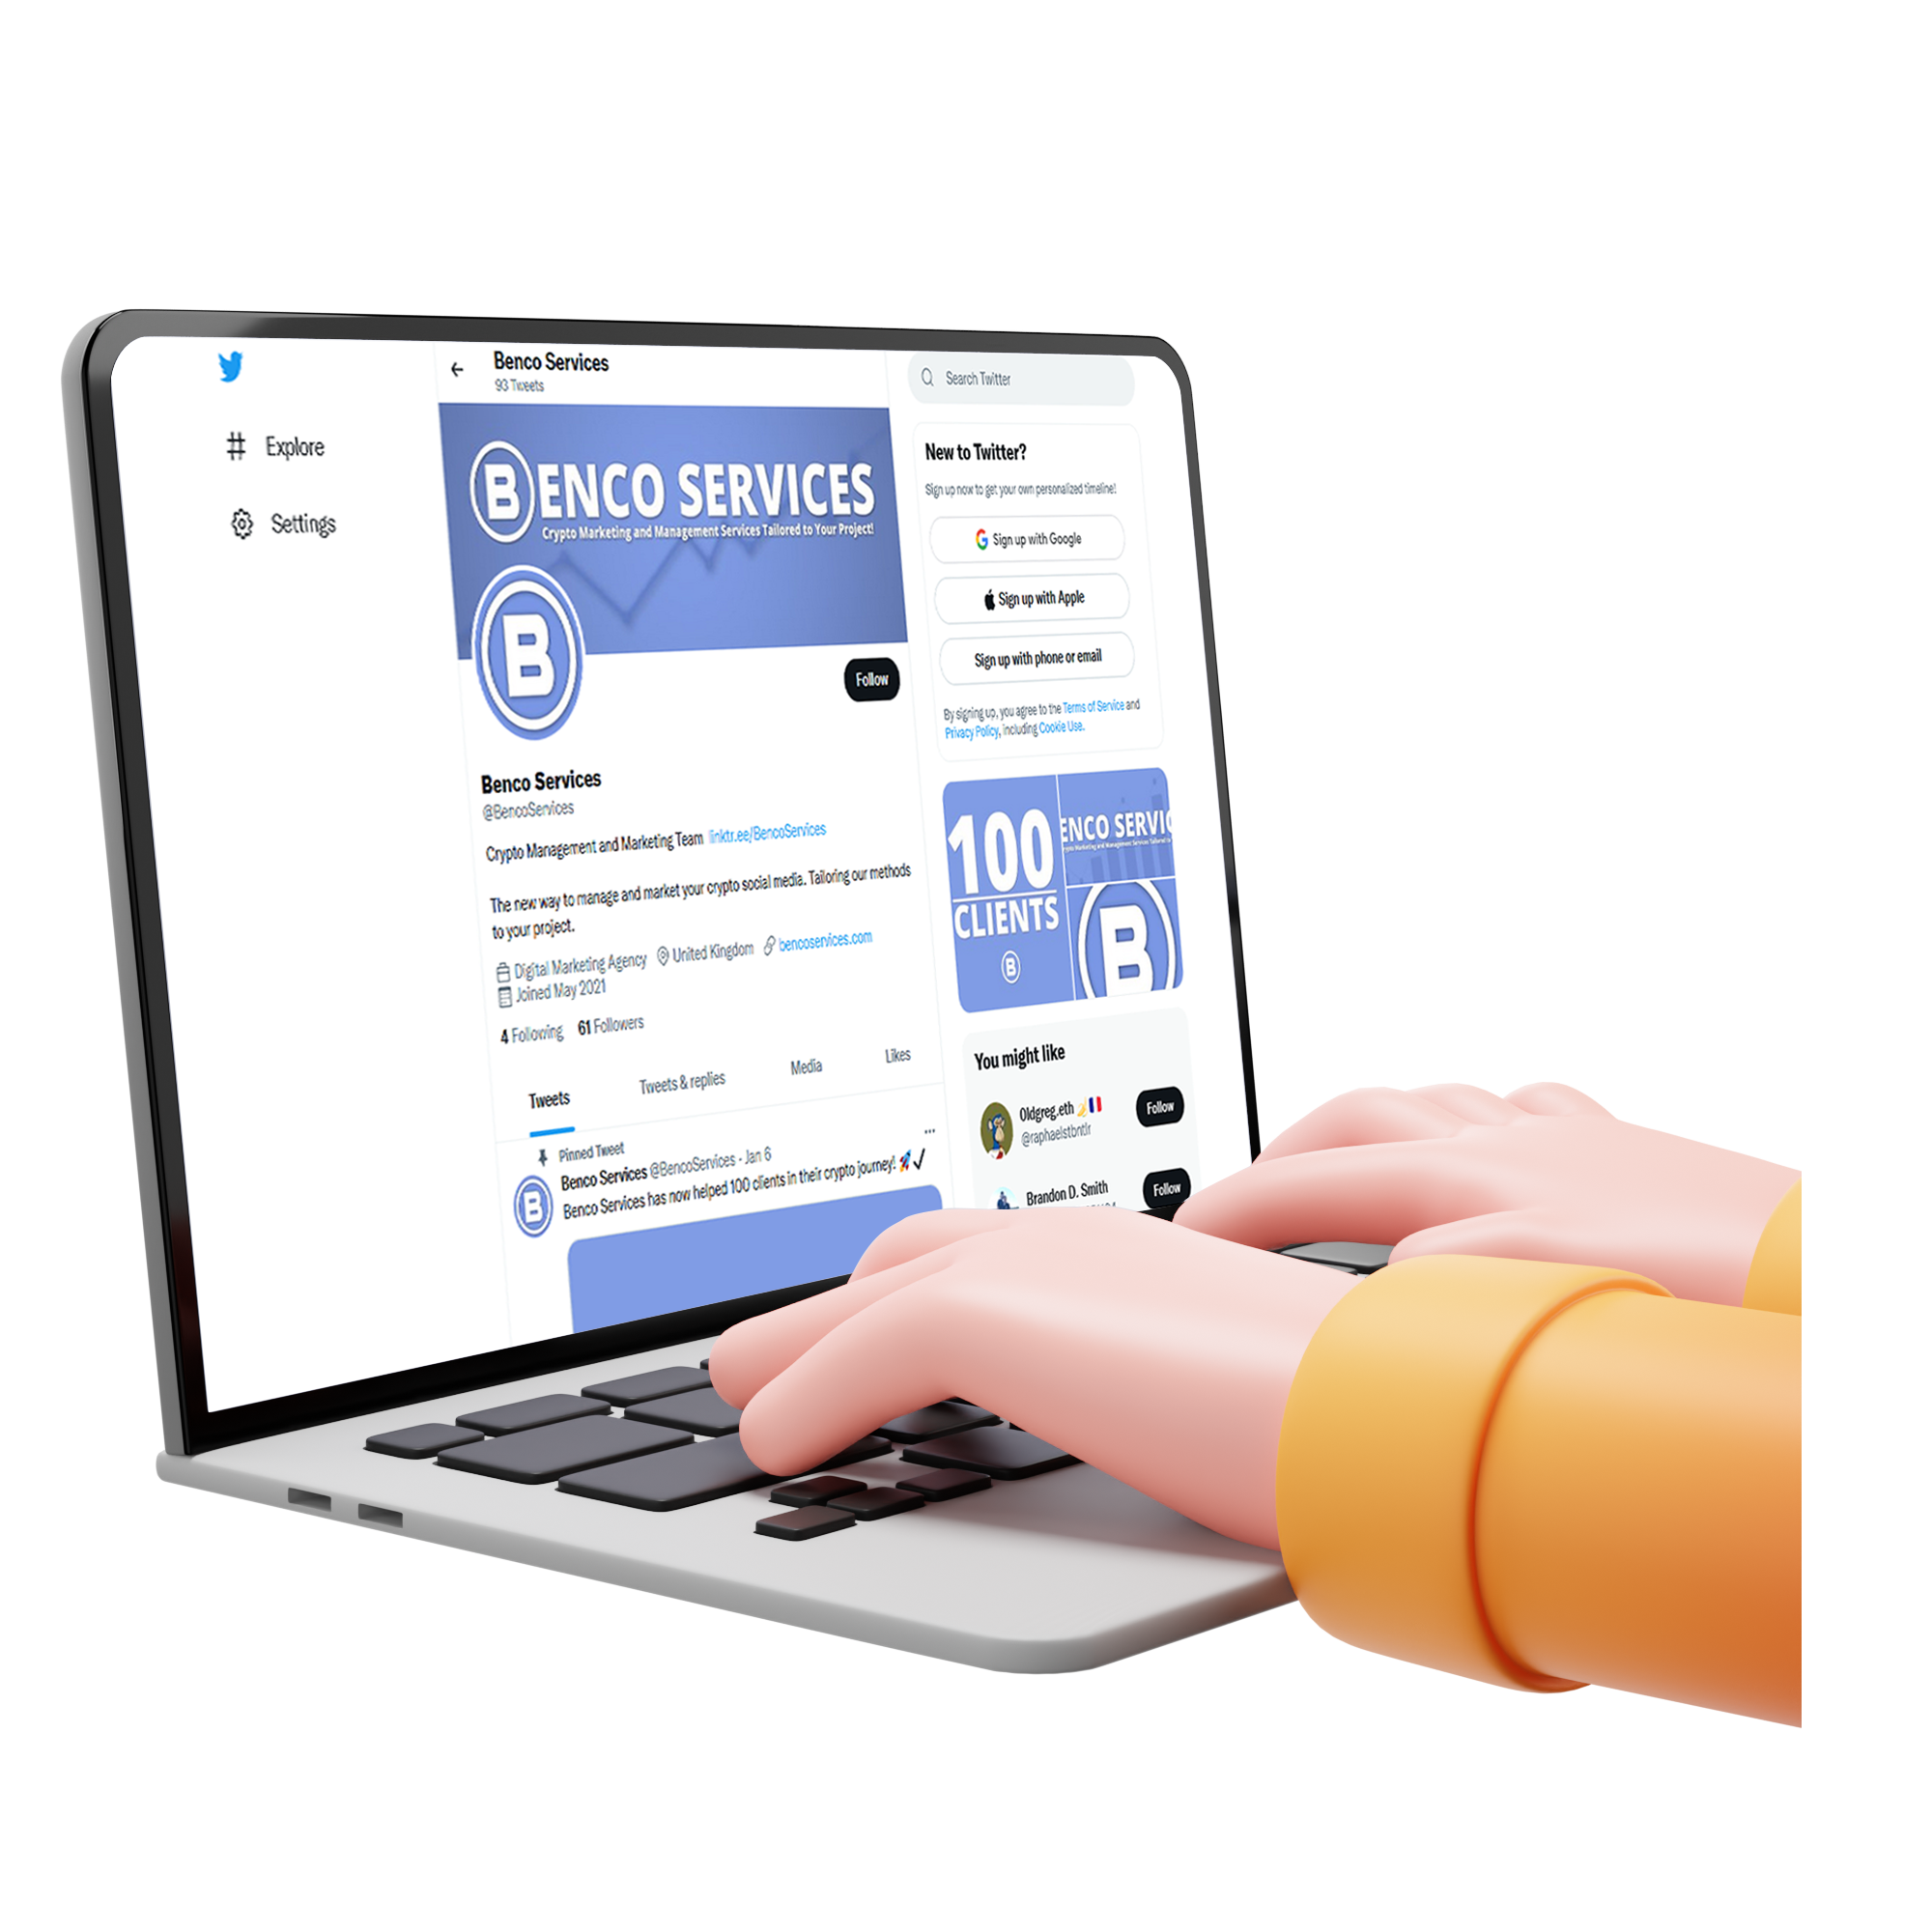 Explore
Settings
Benco Services
93 Tweets
BENCO SERVICES
Crypto Marketing and Management Services Tailored to Your Project!
B
Follow
Benco Services
@BencoServices
Crypto Management and Marketing Team linktr.ee/BencoServices
The new way to manage and market your crypto social media. Tailoring our methods
to your project.
Digital Marketing Agency United Kingdom bencoservices.com
Joined May 2021
4 Following 61 Followers
Tweets Tweets & replies Media Likes
Pinned Tweet
Benco Services @BencoServices - Jan 6
Benco Services has now helped 100 clients in their crypto journey! 🚀✓
B
Search Twitter
New to Twitter?
Sign up now to get your own personalized timeline!
Sign up with Google
Sign up with Apple
Sign up with phone or email
By signing up, you agree to the Terms of Service and
Privacy Policy, including Cookie Use.
100
CLIENTS
B
ENCO SERVIC
B
You might like
Oldgreg.eth
@raphaelstbntlr
Follow
Brandon D. Smith
Follow